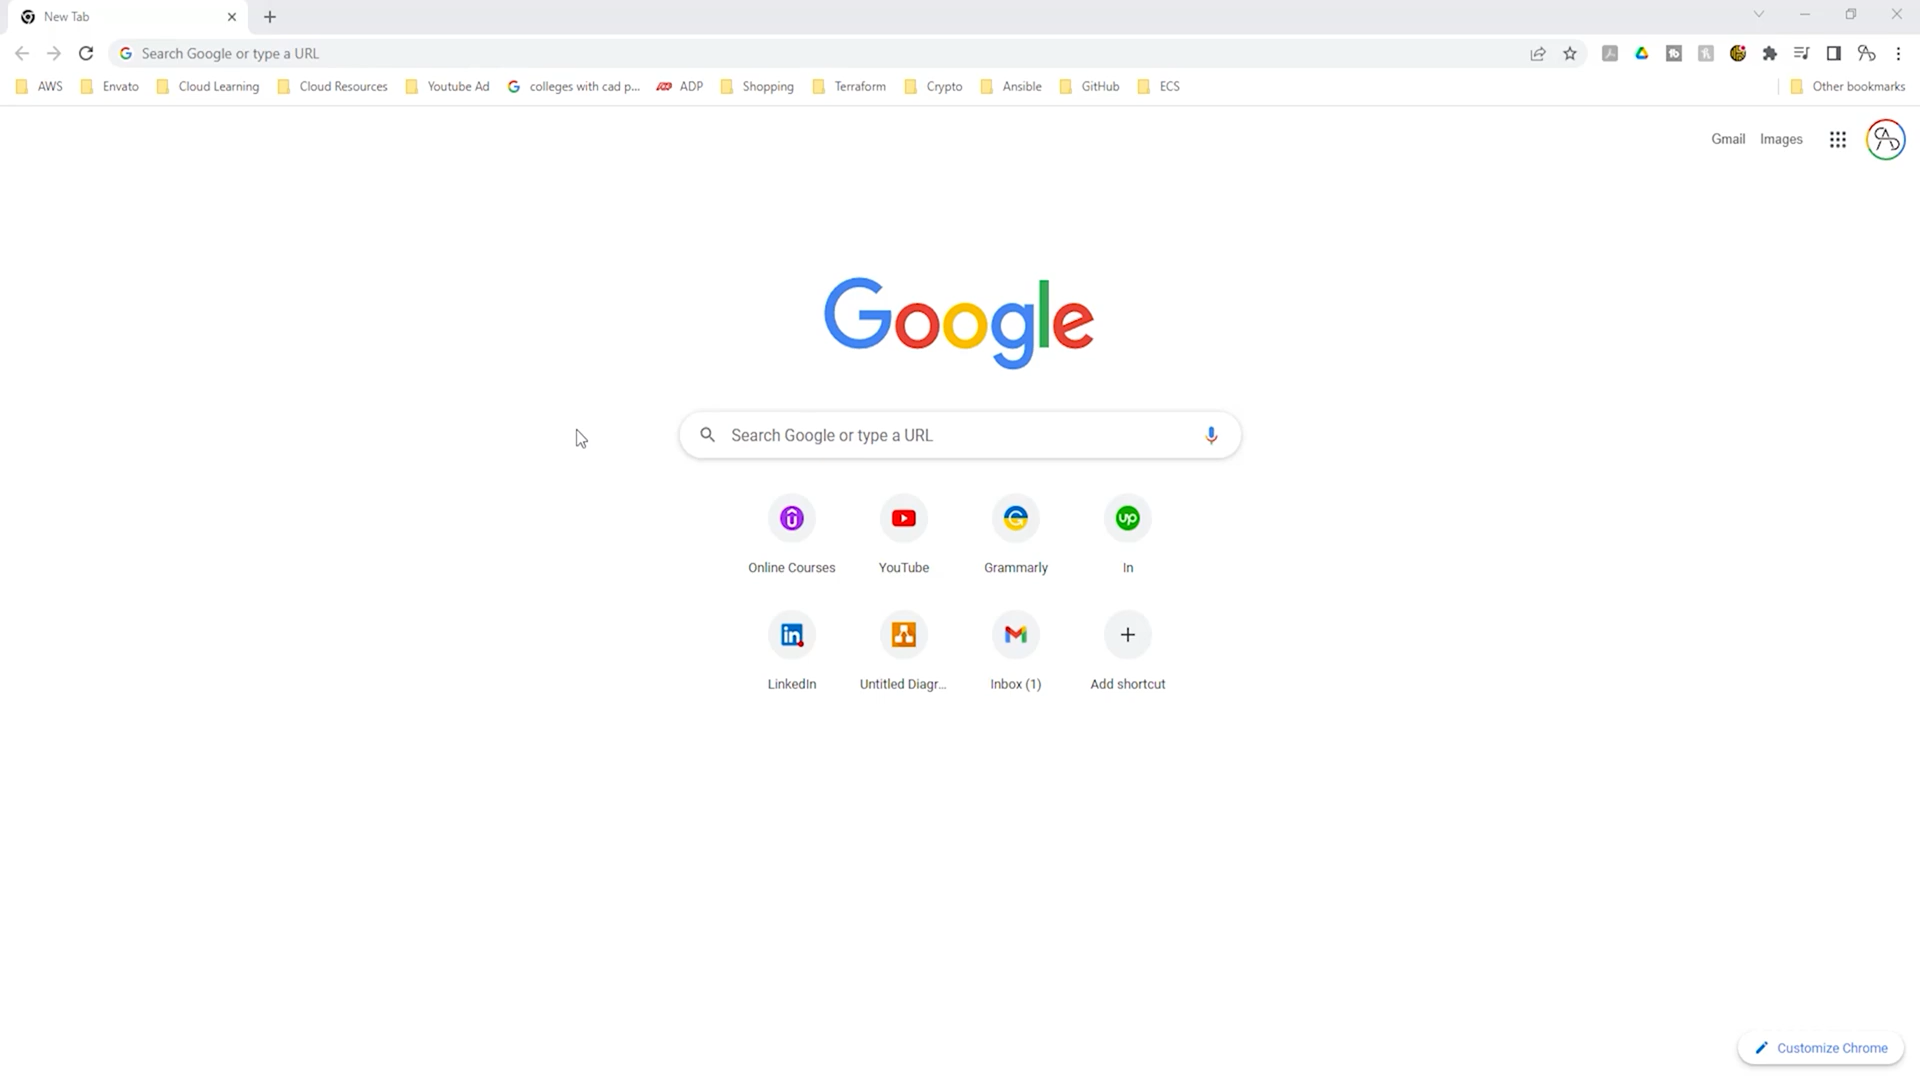 New Tab
Search Google or type a URL
AWS Envato Cloud Learning Cloud Resources Youtube Ad colleges with cad p... ADP Shopping Terraform Crypto Ansible GitHub ECS Other bookmarks
Gmail Images
Google
Search Google or type a URL
up
Online Courses YouTube Grammarly In
in
LinkedIn Untitled Diagr... Inbox (1) Add shortcut
Customize Chrome